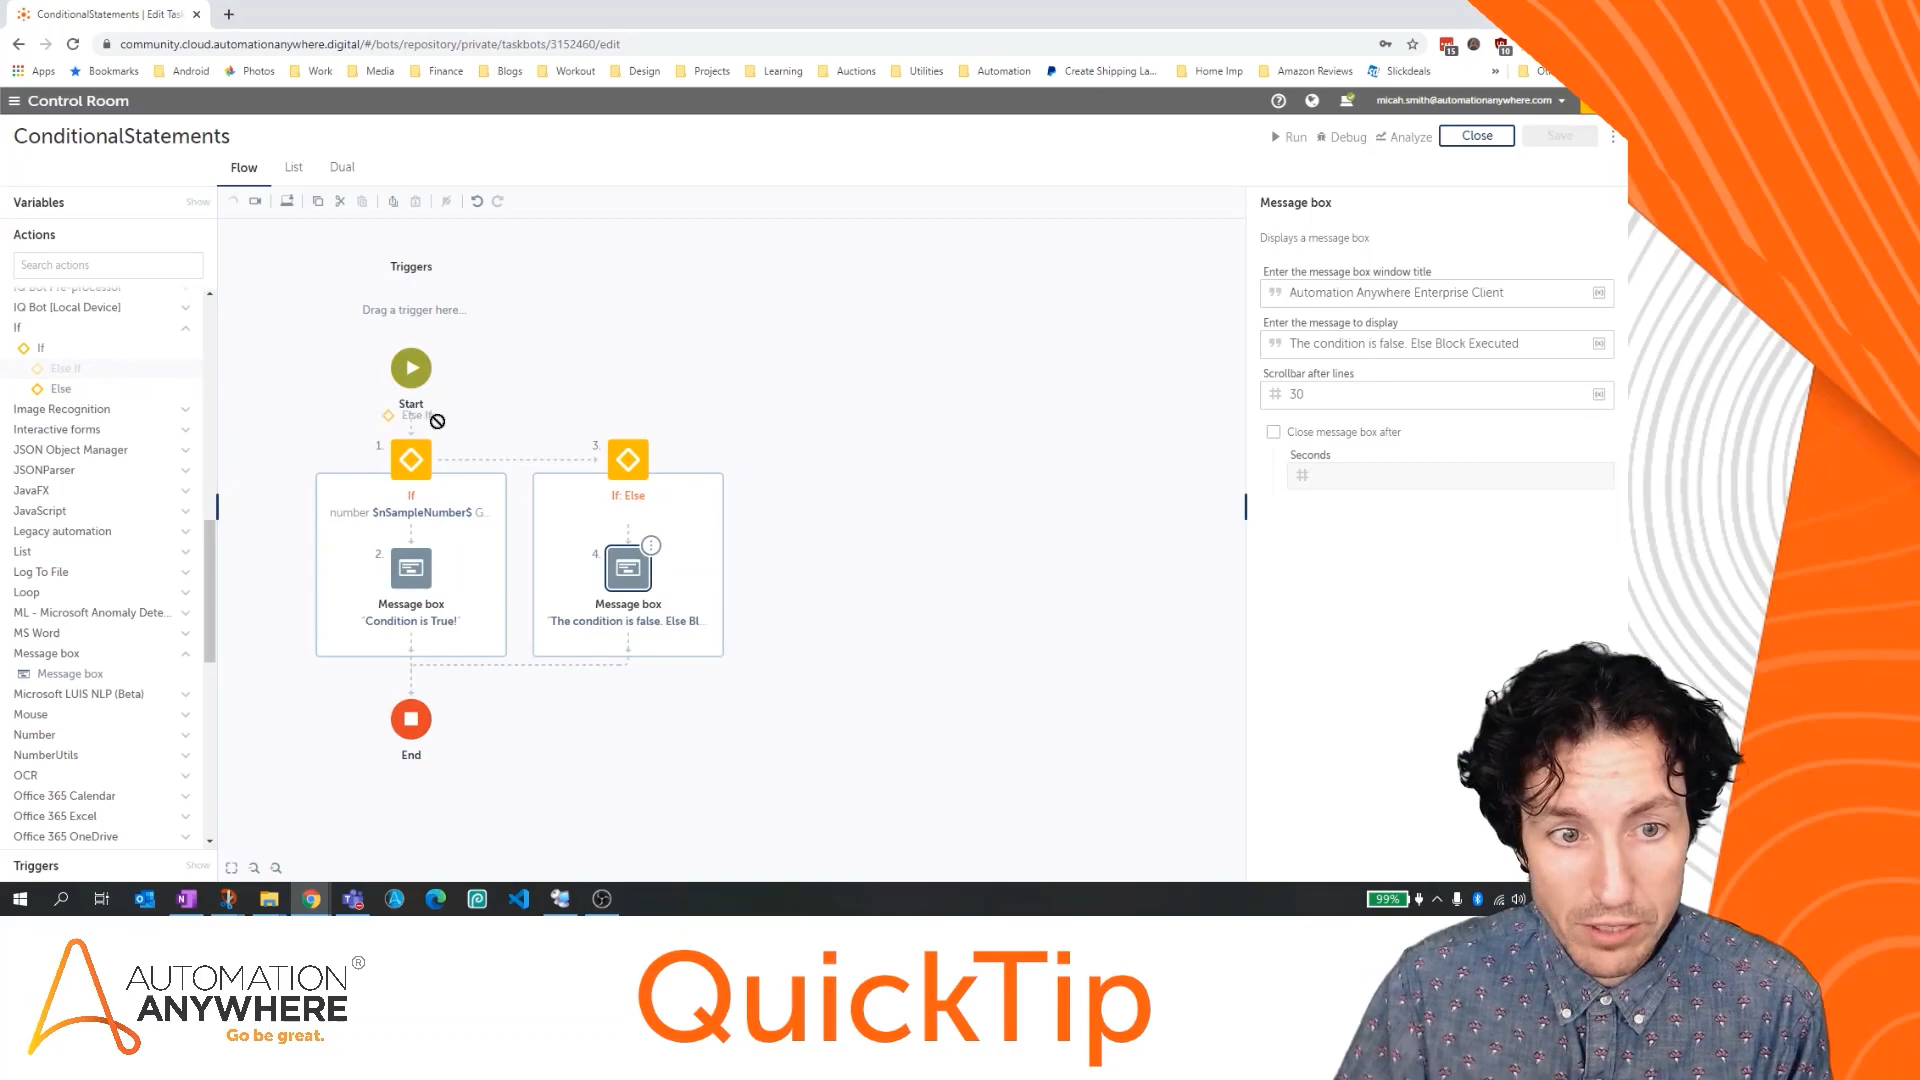 ConditionalStatements | Edit Tas
community.cloud.automationanywhere.digital/#/bots/repository/private/taskbots/3152460/edit
15
10
Apps Bookmarks Android Photos Work Media Finance Blogs Workout Design Projects Learning Auctions Utilities Automation Create Shipping La... Home Imp Amazon Reviews Slickdeals »
Control Room
micah.smith@automationanywhere.com
ConditionalStatements
Run Debug Analyze Close Save
Flow List Dual
Variables
Show
Actions
Search actions
IQ Bot Pre-processor
IQ Bot [Local Device]
If
If
Else If
Else
Image Recognition
Interactive forms
JSON Object Manager
JSONParser
JavaFX
JavaScript
Legacy automation
List
Log To File
Loop
ML - Microsoft Anomaly Dete...
MS Word
Message box
Message box
Microsoft LUIS NLP (Beta)
Mouse
Number
NumberUtils
OCR
Office 365 Calendar
Office 365 Excel
Office 365 OneDrive
Triggers
Show
Triggers
Drag a trigger here...
Start
Else If
1.
3.
If
If: Else
number $nSampleNumber$ G...
2.
4.
Message box
Message box
"Condition is True!"
"The condition is false. Else Bl...
End
Message box
Displays a message box
Enter the message box window title
Automation Anywhere Enterprise Client
Enter the message to display
The condition is false. Else Block Executed
Scrollbar after lines
# 30
Close message box after
Seconds
#
99%
AUTOMATION ®
ANYWHERE
Go be great.
QuickTip